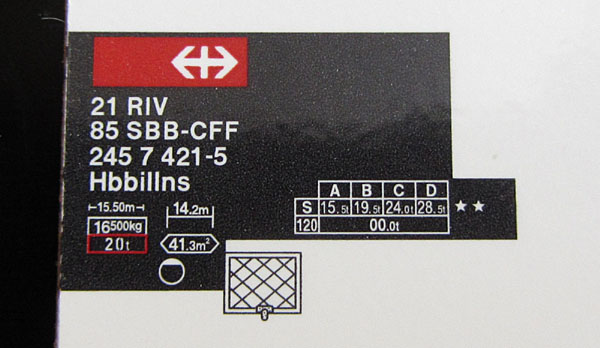 21 RIV
85 SBB-CFF
245 7 421-5
Hbbillns
15.50m 14.2m
16500kg
20t 41.3m²
A B C D
S 15.5t 19.5t 24.0t 28.5t ★★
120 00.0t